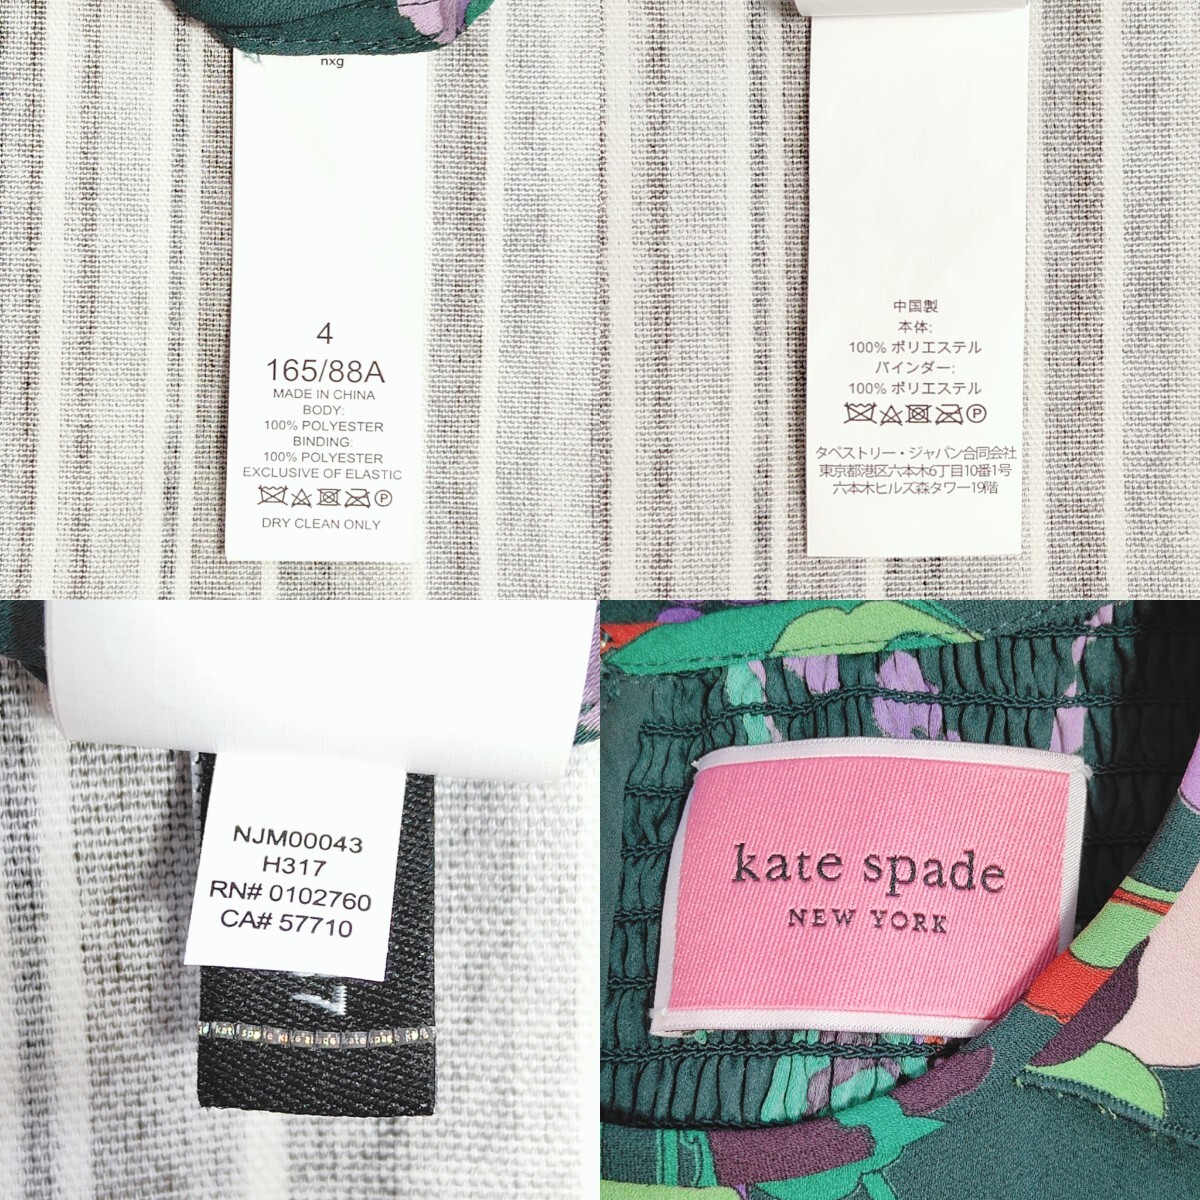 nxg
4
165/88A
MADE IN CHINA
BODY:
100% POLYESTER
BINDING:
100% POLYESTER
EXCLUSIVE OF ELASTIC
P
DRY CLEAN ONLY
中国製
本体:
100% ポリエステル
バインダー:
100% ポリエステル
P
タペストリー・ジャパン合同会社
東京都港区六本木6丁目10番1号
六本木ヒルズ森タワー19階
NJM00043
H317
RN# 0102760
CA# 57710
kate spade
kate spade
NEW YORK